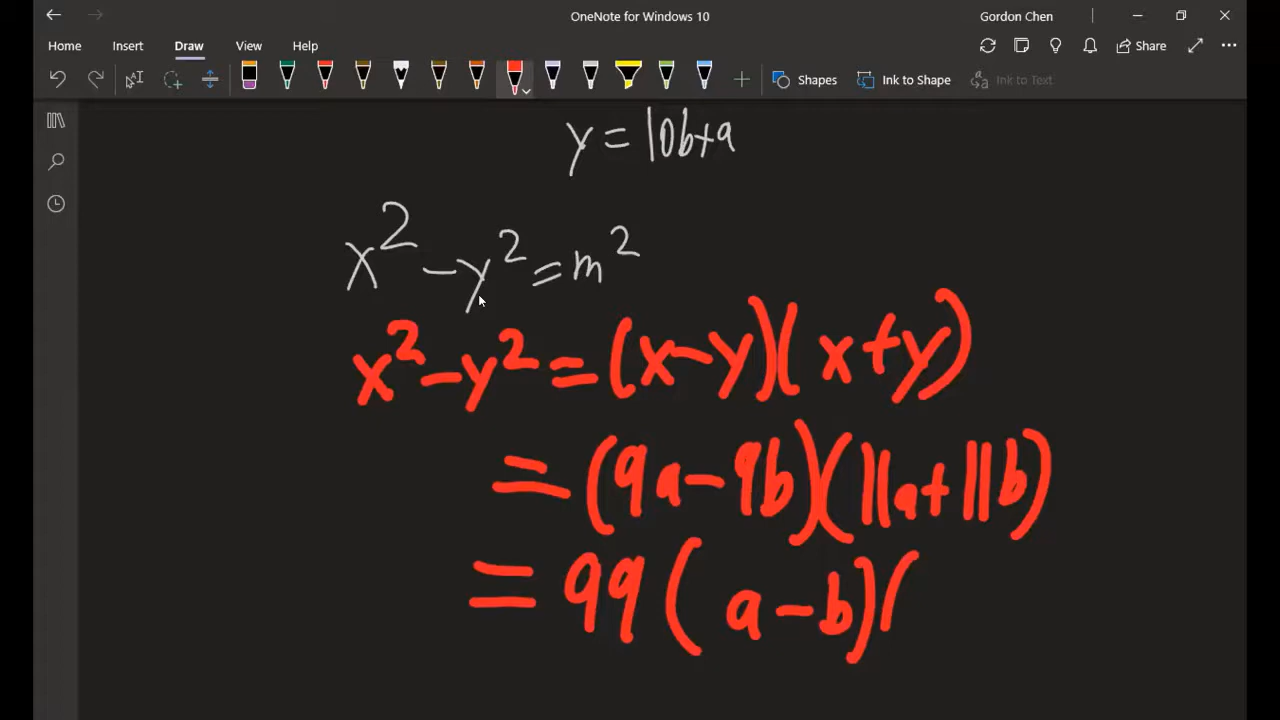 OneNote for Windows 10
Gordon Chen
Home Insert Draw View Help
Share
Shapes Ink to Shape Ink to Text
y = 10b+a
x² - y² = m²
x² - y² = (x - y)(x + y)
= (9a - 9b)(11a + 11b)
= 99(a - b)(